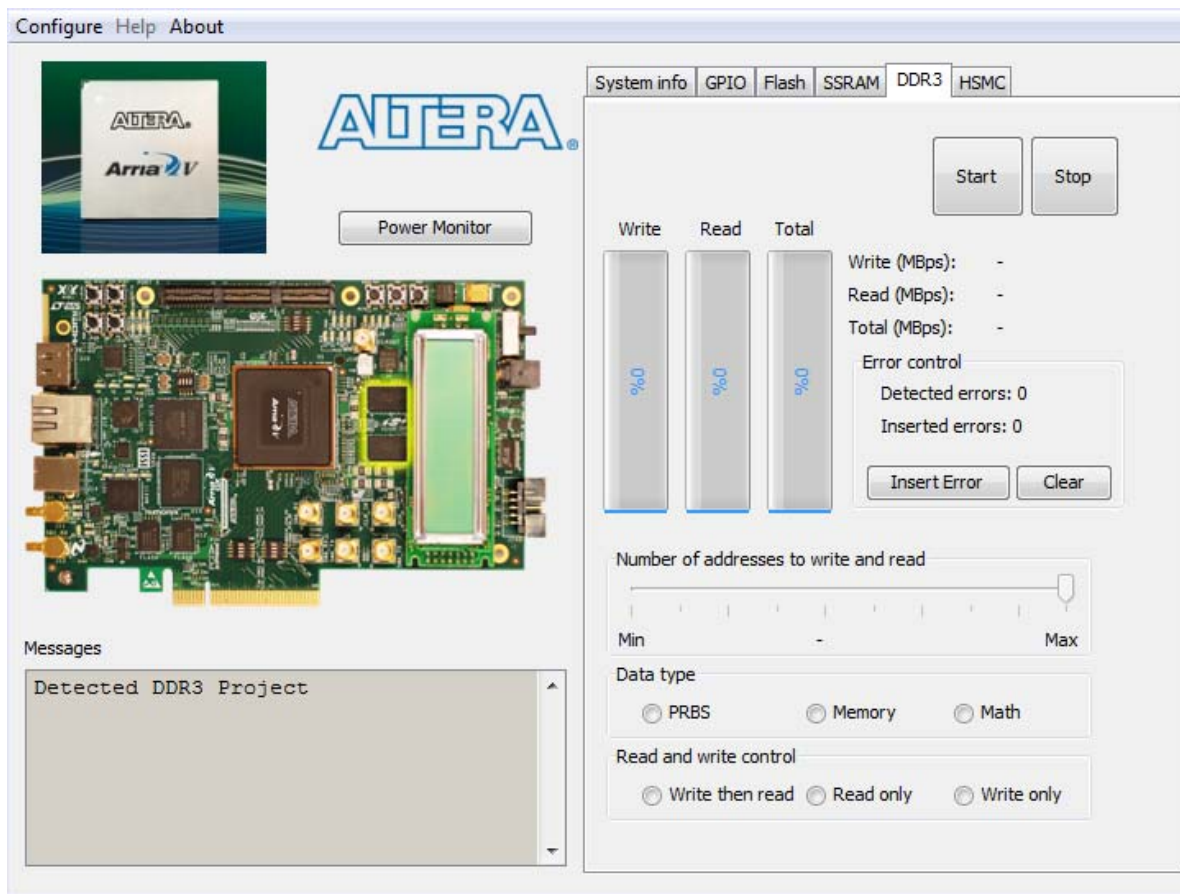 Configure Help About
ALTERA®
Arria V
ALTERA®
Power Monitor
ALTERA
Arria V
Messages
Detected DDR3 Project
System info GPIO Flash SSRAM DDR3 HSMC
Start Stop
Write Read Total
0% 0% 0%
Write (MBps): -
Read (MBps): -
Total (MBps): -
Error control
Detected errors: 0
Inserted errors: 0
Insert Error Clear
Number of addresses to write and read
Min - Max
Data type
PRBS Memory Math
Read and write control
Write then read Read only Write only